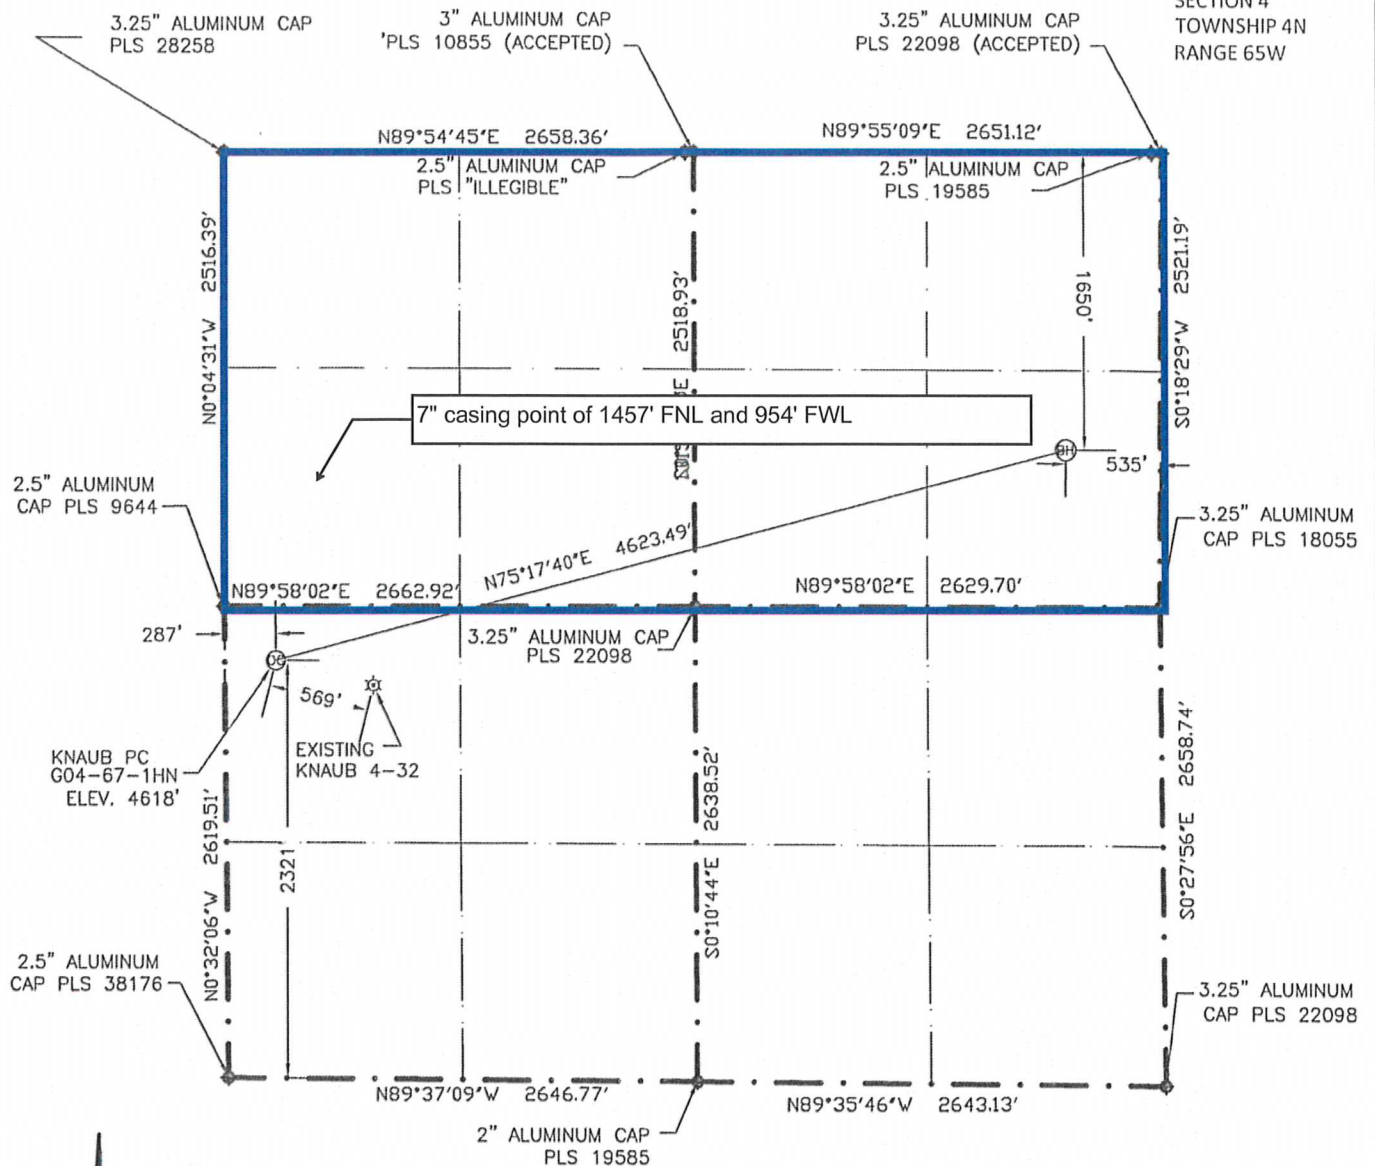 SECTION 4
TOWNSHIP 4N
RANGE 65W
3.25" ALUMINUM CAP
PLS 28258
3" ALUMINUM CAP
'PLS 10855 (ACCEPTED)
3.25" ALUMINUM CAP
PLS 22098 (ACCEPTED)
N89°54'45"E 2658.36'
N89°55'09"E 2651.12'
2.5" ALUMINUM CAP
PLS "ILLEGIBLE"
2.5" ALUMINUM CAP
PLS 19585
N0°04'31"W 2516.39'
2518.93'
1650'
S0°18'29"W 2521.19'
7" casing point of 1457' FNL and 954' FWL
BH
535'
2.5" ALUMINUM
CAP PLS 9644
3.25" ALUMINUM
CAP PLS 18055
N75°17'40"E 4623.49'
N89°58'02"E 2662.92'
N89°58'02"E 2629.70'
287'
3.25" ALUMINUM CAP
PLS 22098
569'
KNAUB PC
G04-67-1HN
ELEV. 4618'
EXISTING
KNAUB 4-32
N0°32'06"W 2619.51'
2321
S0°10'44"E 2638.52'
S0°27'56"E 2658.74'
2.5" ALUMINUM
CAP PLS 38176
3.25" ALUMINUM
CAP PLS 22098
N89°37'09"W 2646.77'
N89°35'46"W 2643.13'
2" ALUMINUM CAP
PLS 19585